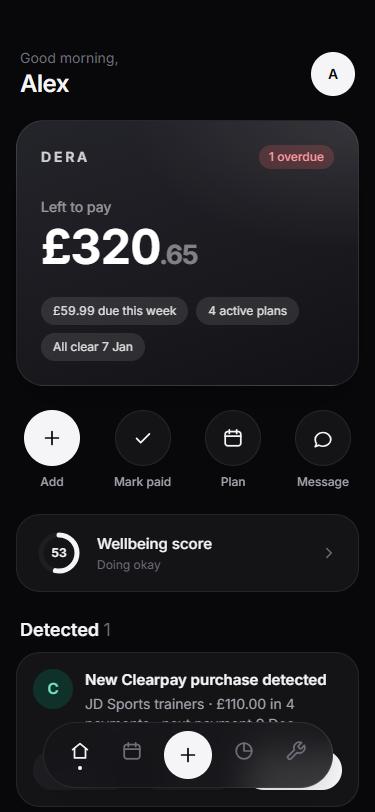 Good morning,
Alex
A
DERA
1 overdue
Left to pay
£320.65
£59.99 due this week
4 active plans
All clear 7 Jan
Add
Mark paid
Plan
Message
53
Wellbeing score
Doing okay
Detected 1
C
New Clearpay purchase detected
JD Sports trainers · £110.00 in 4